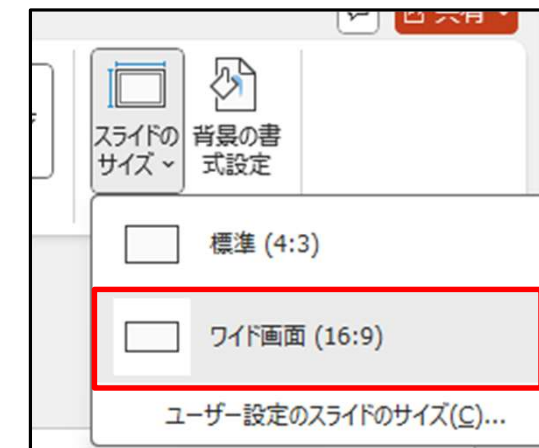 共有
スライドの
サイズ
背景の書
式設定
標準 (4:3)
ワイド画面 (16:9)
ユーザー設定のスライドのサイズ(C)...